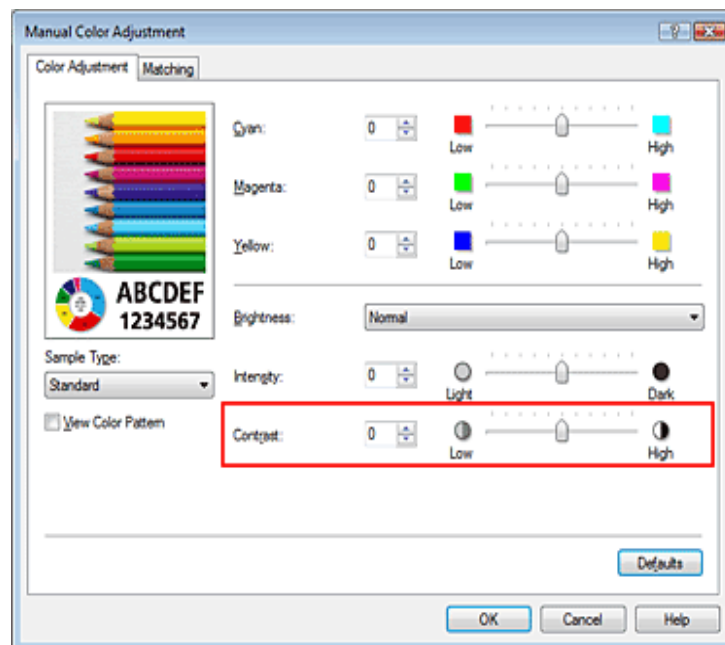 Manual Color Adjustment
Color Adjustment Matching
Cyan: 0 Low High
Magenta: 0 Low High
Yellow: 0 Low High
ABCDEF
1234567
Brightness: Normal
Sample Type:
Standard
Intensity: 0 Light Dark
View Color Pattern
Contrast: 0 Low High
Defaults
OK Cancel Help